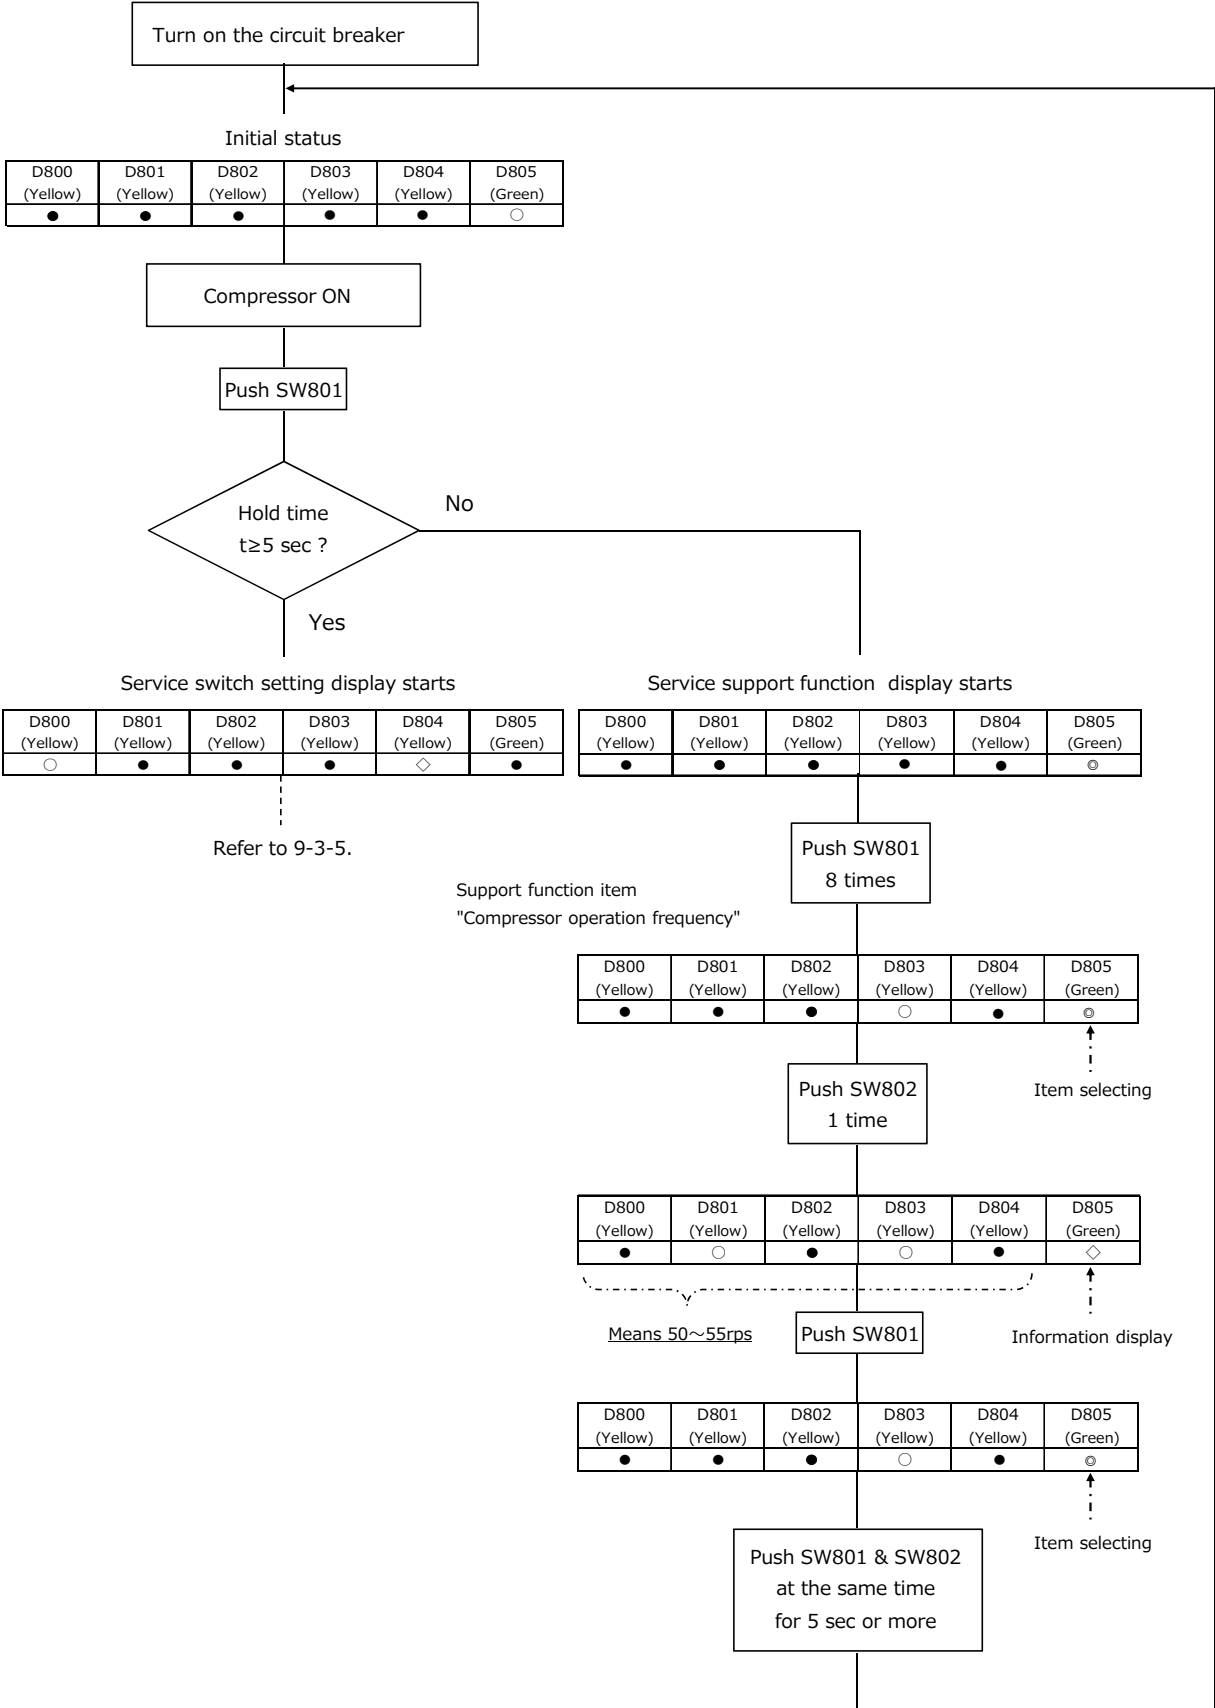 Turn on the circuit breaker
Initial status
D800 D801 D802 D803 D804 D805
(Yellow) (Yellow) (Yellow) (Yellow) (Yellow) (Green)
● ● ● ● ● ○
Compressor ON
Push SW801
Hold time
t≥5 sec ?
No
Yes
Service switch setting display starts
D800 D801 D802 D803 D804 D805
(Yellow) (Yellow) (Yellow) (Yellow) (Yellow) (Green)
○ ● ● ● ◇ ●
Refer to 9-3-5.
Service support function display starts
D800 D801 D802 D803 D804 D805
(Yellow) (Yellow) (Yellow) (Yellow) (Yellow) (Green)
● ● ● ● ● ◎
Push SW801
8 times
Support function item
"Compressor operation frequency"
D800 D801 D802 D803 D804 D805
(Yellow) (Yellow) (Yellow) (Yellow) (Yellow) (Green)
● ● ● ○ ● ◎
Item selecting
Push SW802
1 time
D800 D801 D802 D803 D804 D805
(Yellow) (Yellow) (Yellow) (Yellow) (Yellow) (Green)
● ○ ● ○ ● ◇
Means 50～55rps
Push SW801
Information display
D800 D801 D802 D803 D804 D805
(Yellow) (Yellow) (Yellow) (Yellow) (Yellow) (Green)
● ● ● ○ ● ◎
Item selecting
Push SW801 & SW802
at the same time
for 5 sec or more